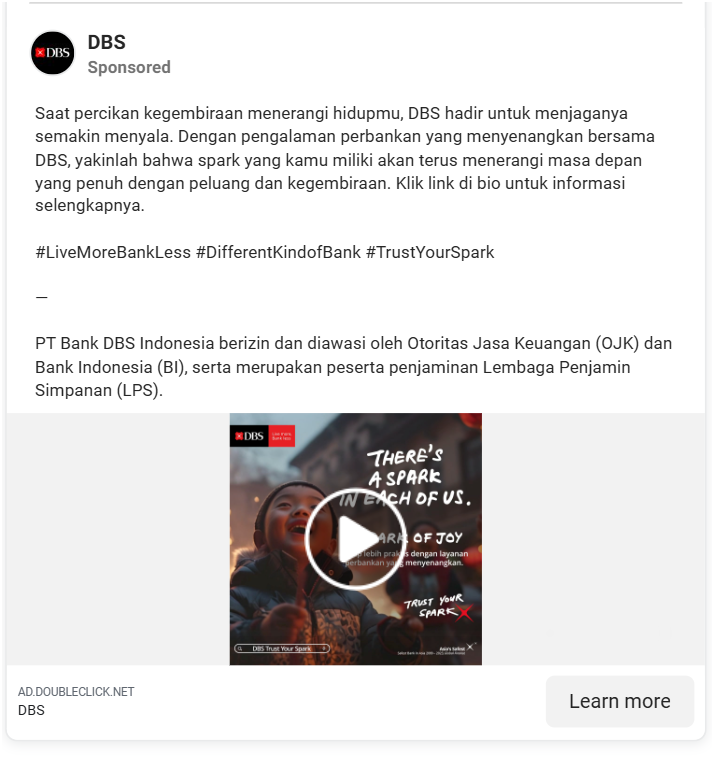 DBS
DBS
Sponsored
Saat percikan kegembiraan menerangi hidupmu, DBS hadir untuk menjaganya
semakin menyala. Dengan pengalaman perbankan yang menyenangkan bersama
DBS, yakinlah bahwa spark yang kamu miliki akan terus menerangi masa depan
yang penuh dengan peluang dan kegembiraan. Klik link di bio untuk informasi
selengkapnya.
#LiveMoreBankLess #DifferentKindofBank #TrustYourSpark
—
PT Bank DBS Indonesia berizin dan diawasi oleh Otoritas Jasa Keuangan (OJK) dan
Bank Indonesia (BI), serta merupakan peserta penjaminan Lembaga Penjamin
Simpanan (LPS).
DBS
Live more,
Bank less
THERE'S
A SPARK
IN EACH OF US.
OF JOY
lebih dengan layanan
perbankan yang menyenangkan.
TRUST YOUR
SPARK
DBS Trust Your Spark
Asia's Safest
AD.DOUBLECLICK.NET
DBS
Learn more